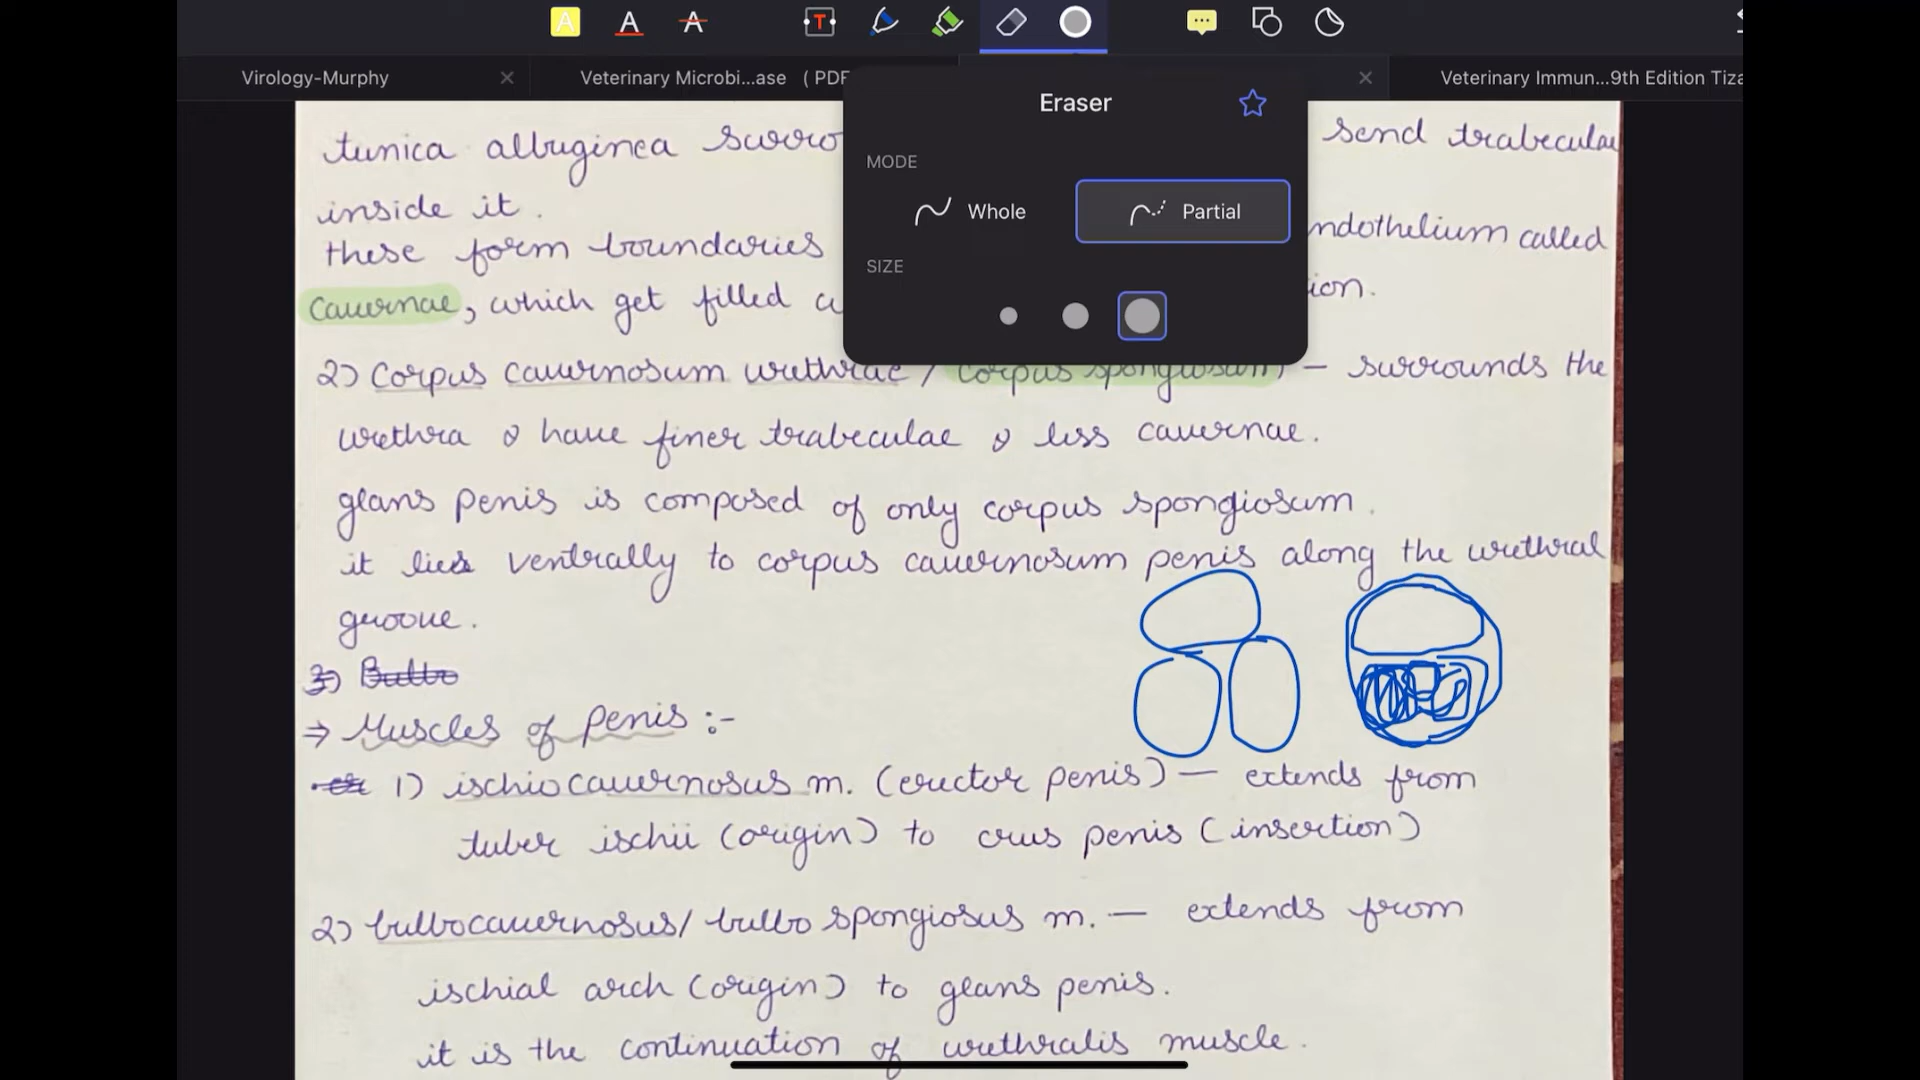 A A A T
Virology-Murphy
Veterinary Microbi...ase ( PDF
Veterinary Immun...9th Edition Tiza
Eraser
MODE
Whole
Partial
SIZE
tunica albuginea surro
send trabeculae
inside it.
these form boundaries
ndothelium called
cavernae, which get filled
ion.
2) Corpus cavernosum urethrae / corpus spongiosum) — surrounds the
urethra & have finer trabeculae & less cavernae.
glans penis is composed of only corpus spongiosum.
it lies ventrally to corpus cavernosum penis along the urethral
groove.
3) Bulbo
⇒ Muscles of penis :-
1) ischiocavernosus m. (erector penis) — extends from
tuber ischii (origin) to crus penis (insertion)
2) bulbocavernosus/ bulbo spongiosus m. — extends from
ischial arch (origin) to glans penis.
it is the continuation of urethralis muscle.